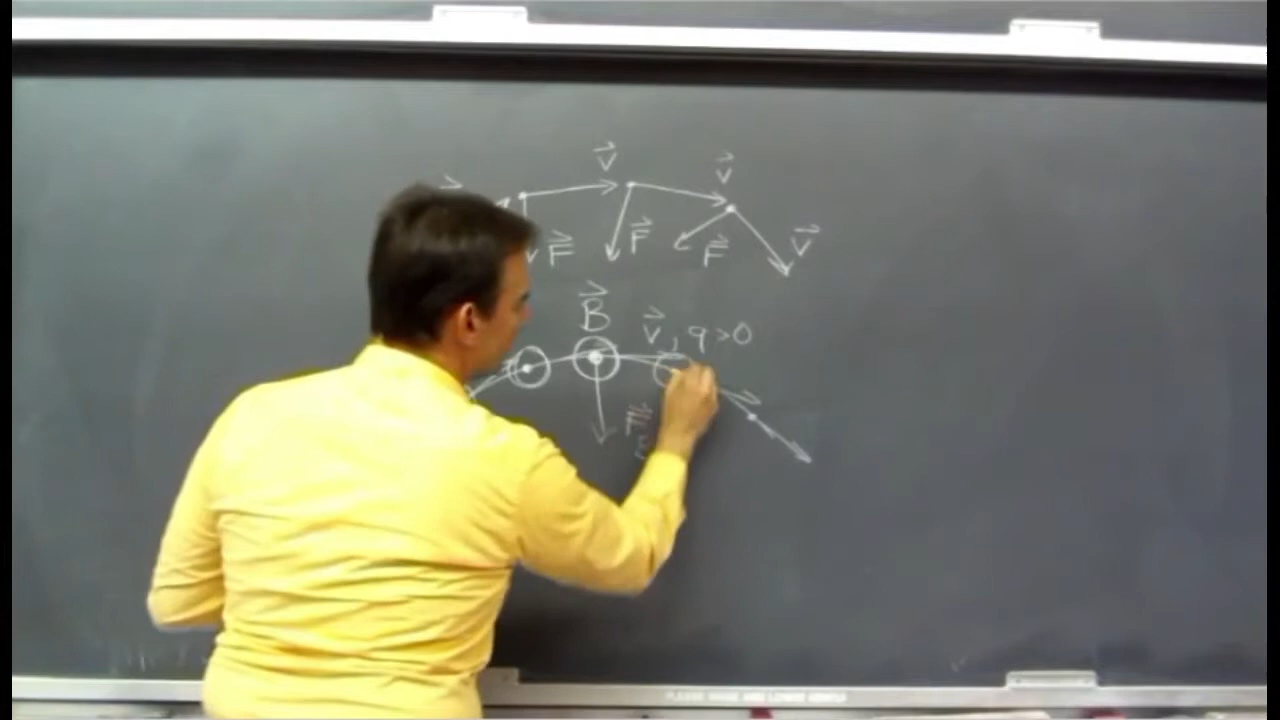 V⃗ V⃗
F⃗ F⃗ F⃗ V⃗
B⃗
V⃗, q>0